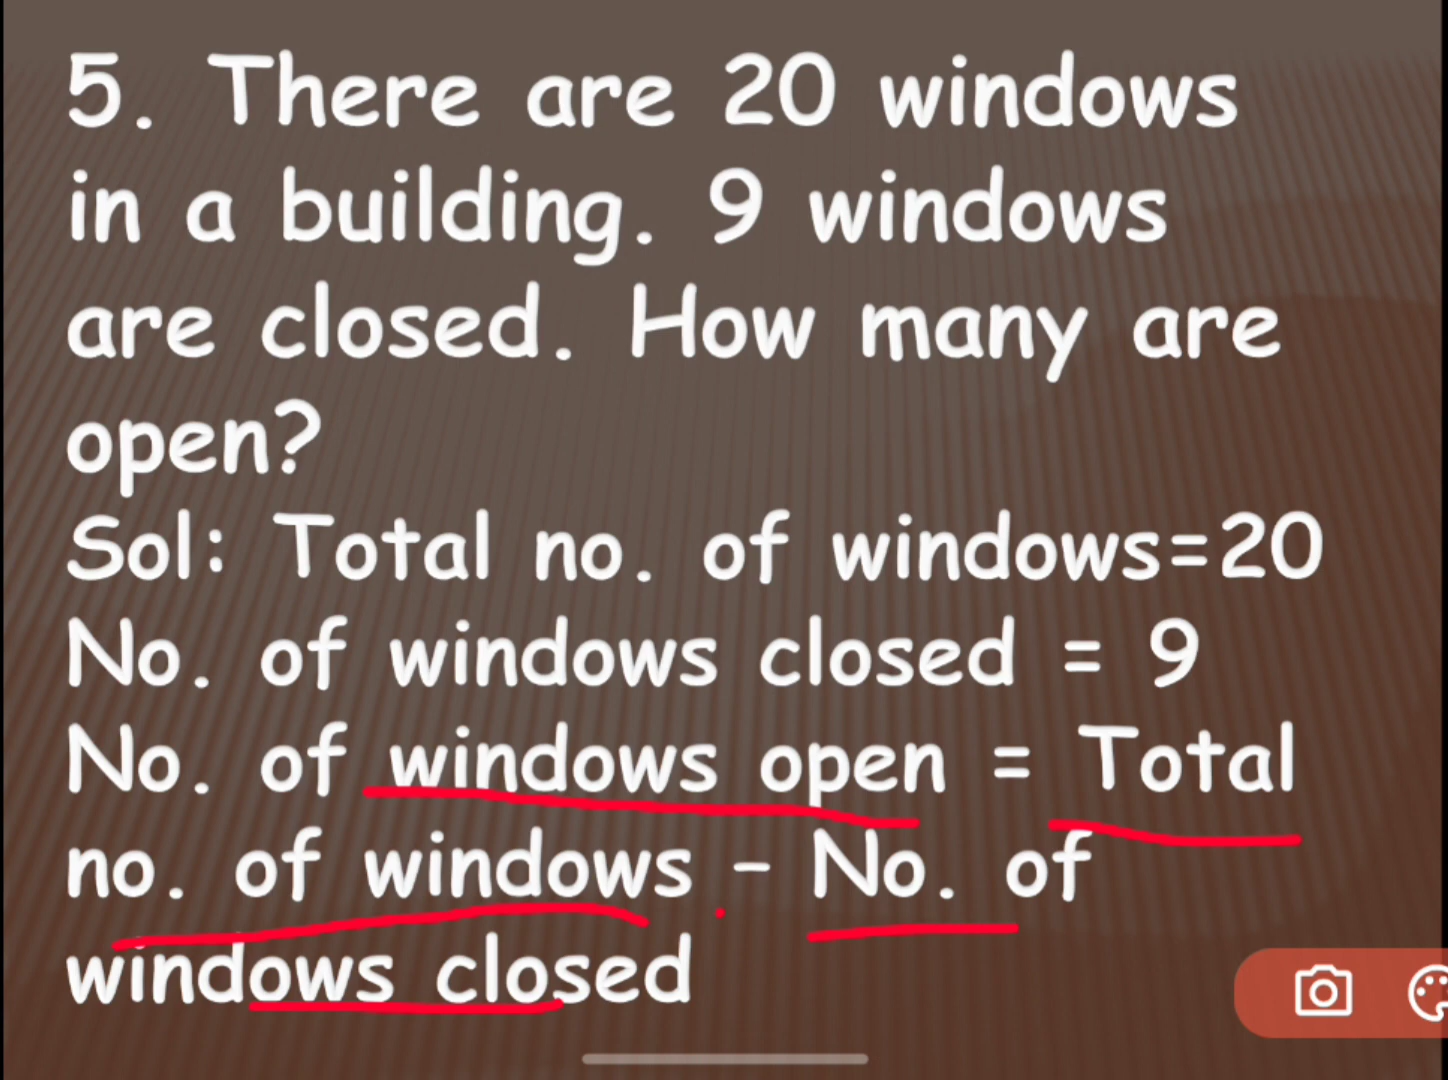 5. There are 20 windows
in a building. 9 windows
are closed. How many are
open?
Sol: Total no. of windows=20
No. of windows closed = 9
No. of windows open = Total
no. of windows - No. of
windows closed